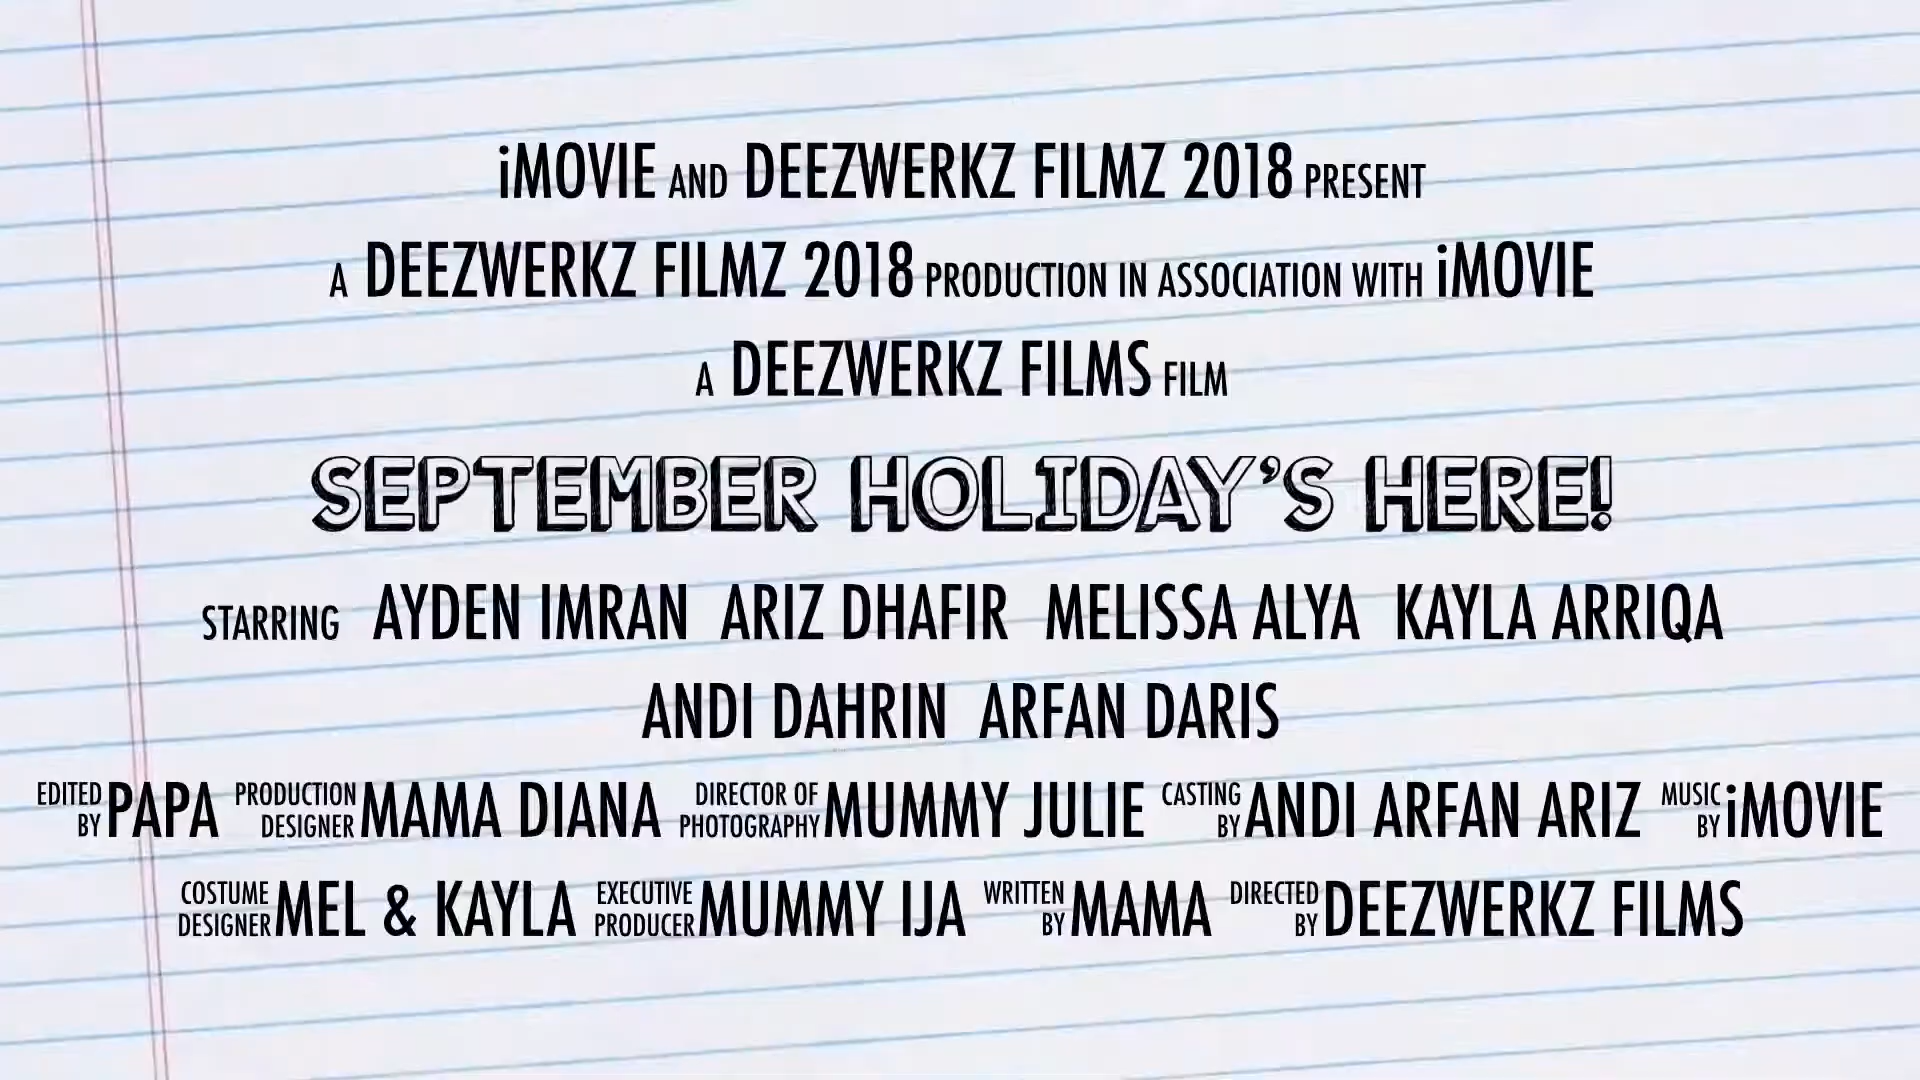 iMOVIE AND DEEZWERKZ FILMZ 2018 PRESENT
A DEEZWERKZ FILMZ 2018 PRODUCTION IN ASSOCIATION WITH iMOVIE
A DEEZWERKZ FILMS FILM
SEPTEMBER HOLIDAY'S HERE!
STARRING AYDEN IMRAN ARIZ DHAFIR MELISSA ALYA KAYLA ARRIQA
ANDI DAHRIN ARFAN DARIS
EDITED BY PAPA PRODUCTION DESIGNER MAMA DIANA DIRECTOR OF PHOTOGRAPHY MUMMY JULIE CASTING BY ANDI ARFAN ARIZ MUSIC BY iMOVIE
COSTUME DESIGNER MEL & KAYLA EXECUTIVE PRODUCER MUMMY IJA WRITTEN BY MAMA DIRECTED BY DEEZWERKZ FILMS